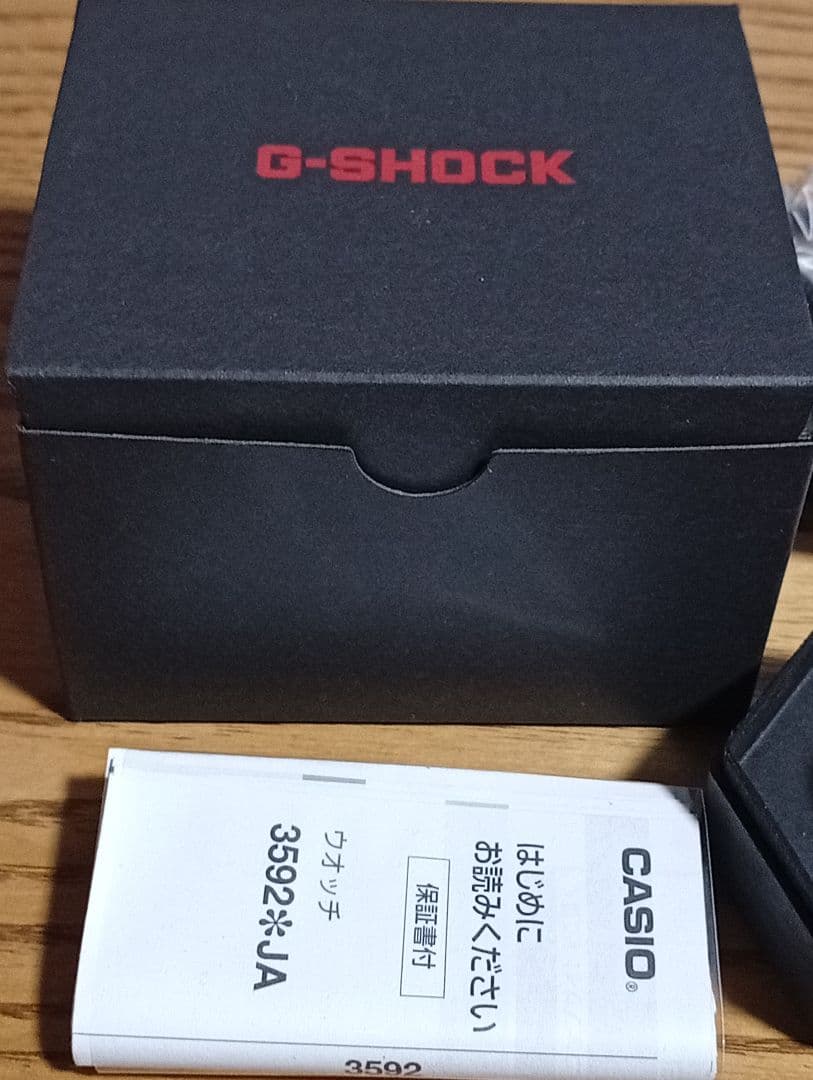 G-SHOCK
CASIO®
はじめに
お読みください
保証書付
ウオッチ
3592✻JA
3592